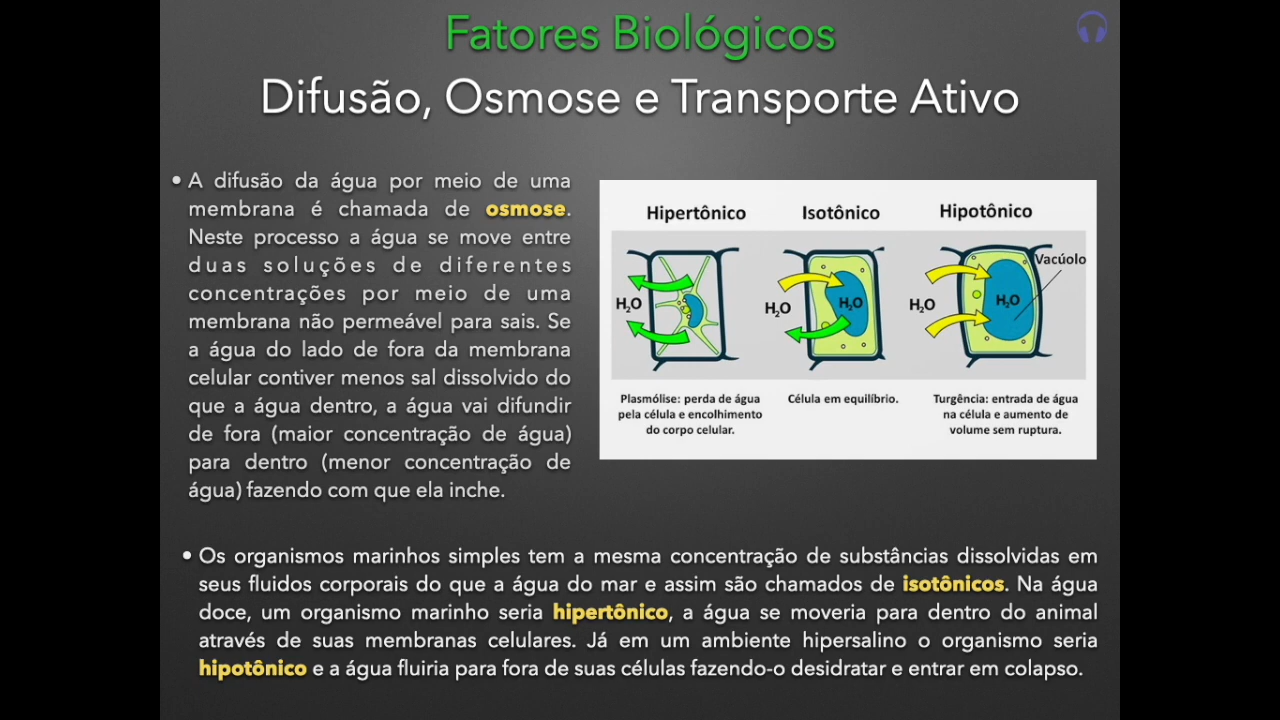 Fatores Biológicos
Difusão, Osmose e Transporte Ativo
• A difusão da água por meio de uma
membrana é chamada de osmose.
Neste processo a água se move entre
duas soluções de diferentes
concentrações por meio de uma
membrana não permeável para sais. Se
a água do lado de fora da membrana
celular contiver menos sal dissolvido do
que a água dentro, a água vai difundir
de fora (maior concentração de água)
para dentro (menor concentração de
água) fazendo com que ela inche.
Hipertônico Isotônico Hipotônico
Vacúolo
H₂O H₂O H₂O H₂O H₂O
Plasmólise: perda de água
pela célula e encolhimento
do corpo celular.
Célula em equilíbrio.
Turgência: entrada de água
na célula e aumento de
volume sem ruptura.
• Os organismos marinhos simples tem a mesma concentração de substâncias dissolvidas em
seus fluidos corporais do que a água do mar e assim são chamados de isotônicos. Na água
doce, um organismo marinho seria hipertônico, a água se moveria para dentro do animal
através de suas membranas celulares. Já em um ambiente hipersalino o organismo seria
hipotônico e a água fluiria para fora de suas células fazendo-o desidratar e entrar em colapso.